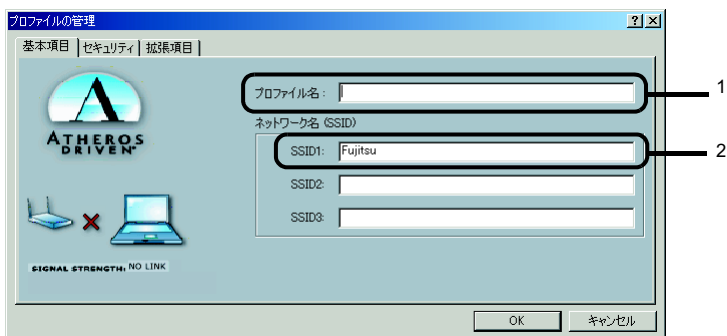 プロファイルの管理
基本項目 セキュリティ 拡張項目
プロファイル名: 1
ネットワーク名 (SSID)
SSID1: Fujitsu 2
SSID2:
SSID3:
ATHEROS
DRIVEN
SIGNAL STRENGTH: NO LINK
OK キャンセル